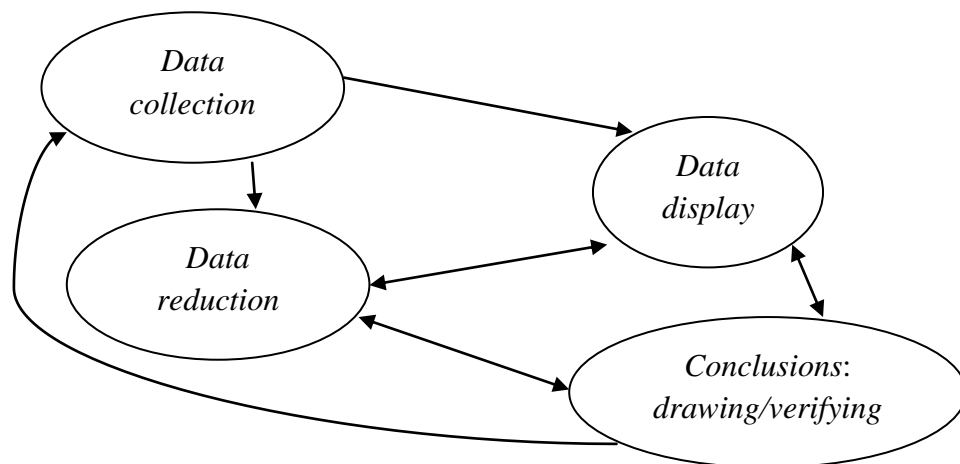 Data
collection
Data
display
Data
reduction
Conclusions:
drawing/verifying